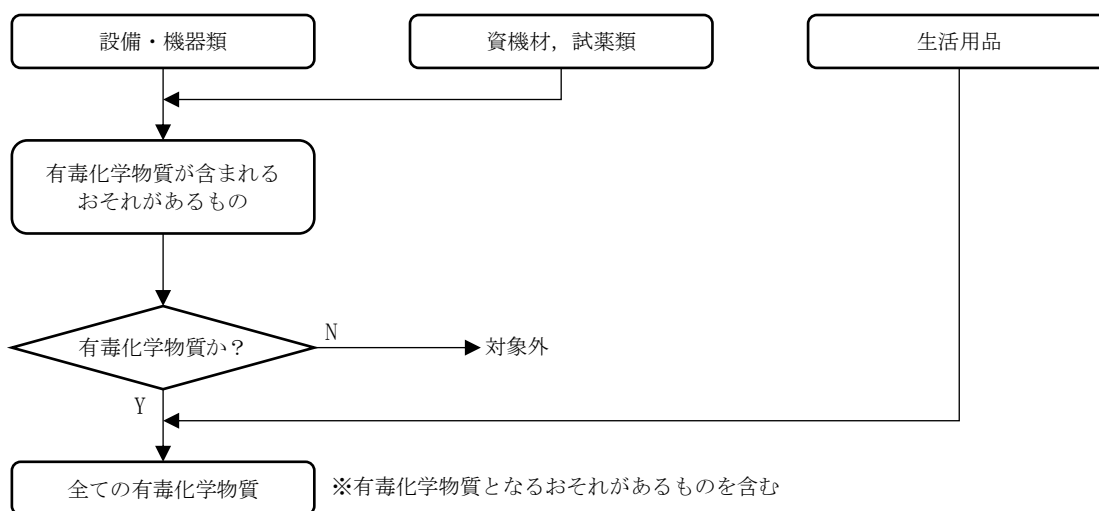 設備・機器類
資機材，試薬類
生活用品
有毒化学物質が含まれる
おそれがあるもの
有毒化学物質か？
N
対象外
Y
全ての有毒化学物質
※有毒化学物質となるおそれがあるものを含む